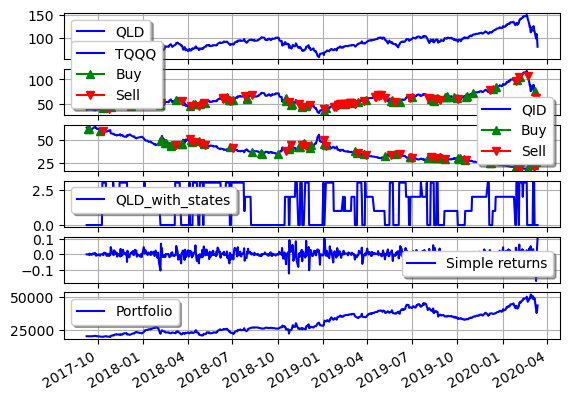 150
100
QLD
TQQQ
Buy
Sell
100
50
QID
Buy
Sell
50
25
2.5
0.0
QLD_with_states
0.1
0.0
−0.1
Simple returns
50000
25000
Portfolio
2017-10
2018-01
2018-04
2018-07
2018-10
2019-01
2019-04
2019-07
2019-10
2020-01
2020-04